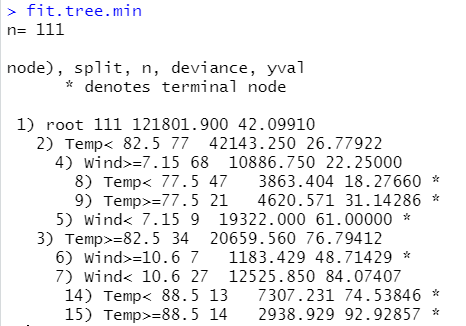 > fit.tree.min
n= 111
node), split, n, deviance, yval
* denotes terminal node
1) root 111 121801.900 42.09910
2) Temp< 82.5 77 42143.250 26.77922
4) Wind>=7.15 68 10886.750 22.25000
8) Temp< 77.5 47 3863.404 18.27660 *
9) Temp>=77.5 21 4620.571 31.14286 *
5) Wind< 7.15 9 19322.000 61.00000 *
3) Temp>=82.5 34 20659.560 76.79412
6) Wind>=10.6 7 1183.429 48.71429 *
7) Wind< 10.6 27 12525.850 84.07407
14) Temp< 88.5 13 7307.231 74.53846 *
15) Temp>=88.5 14 2938.929 92.92857 *